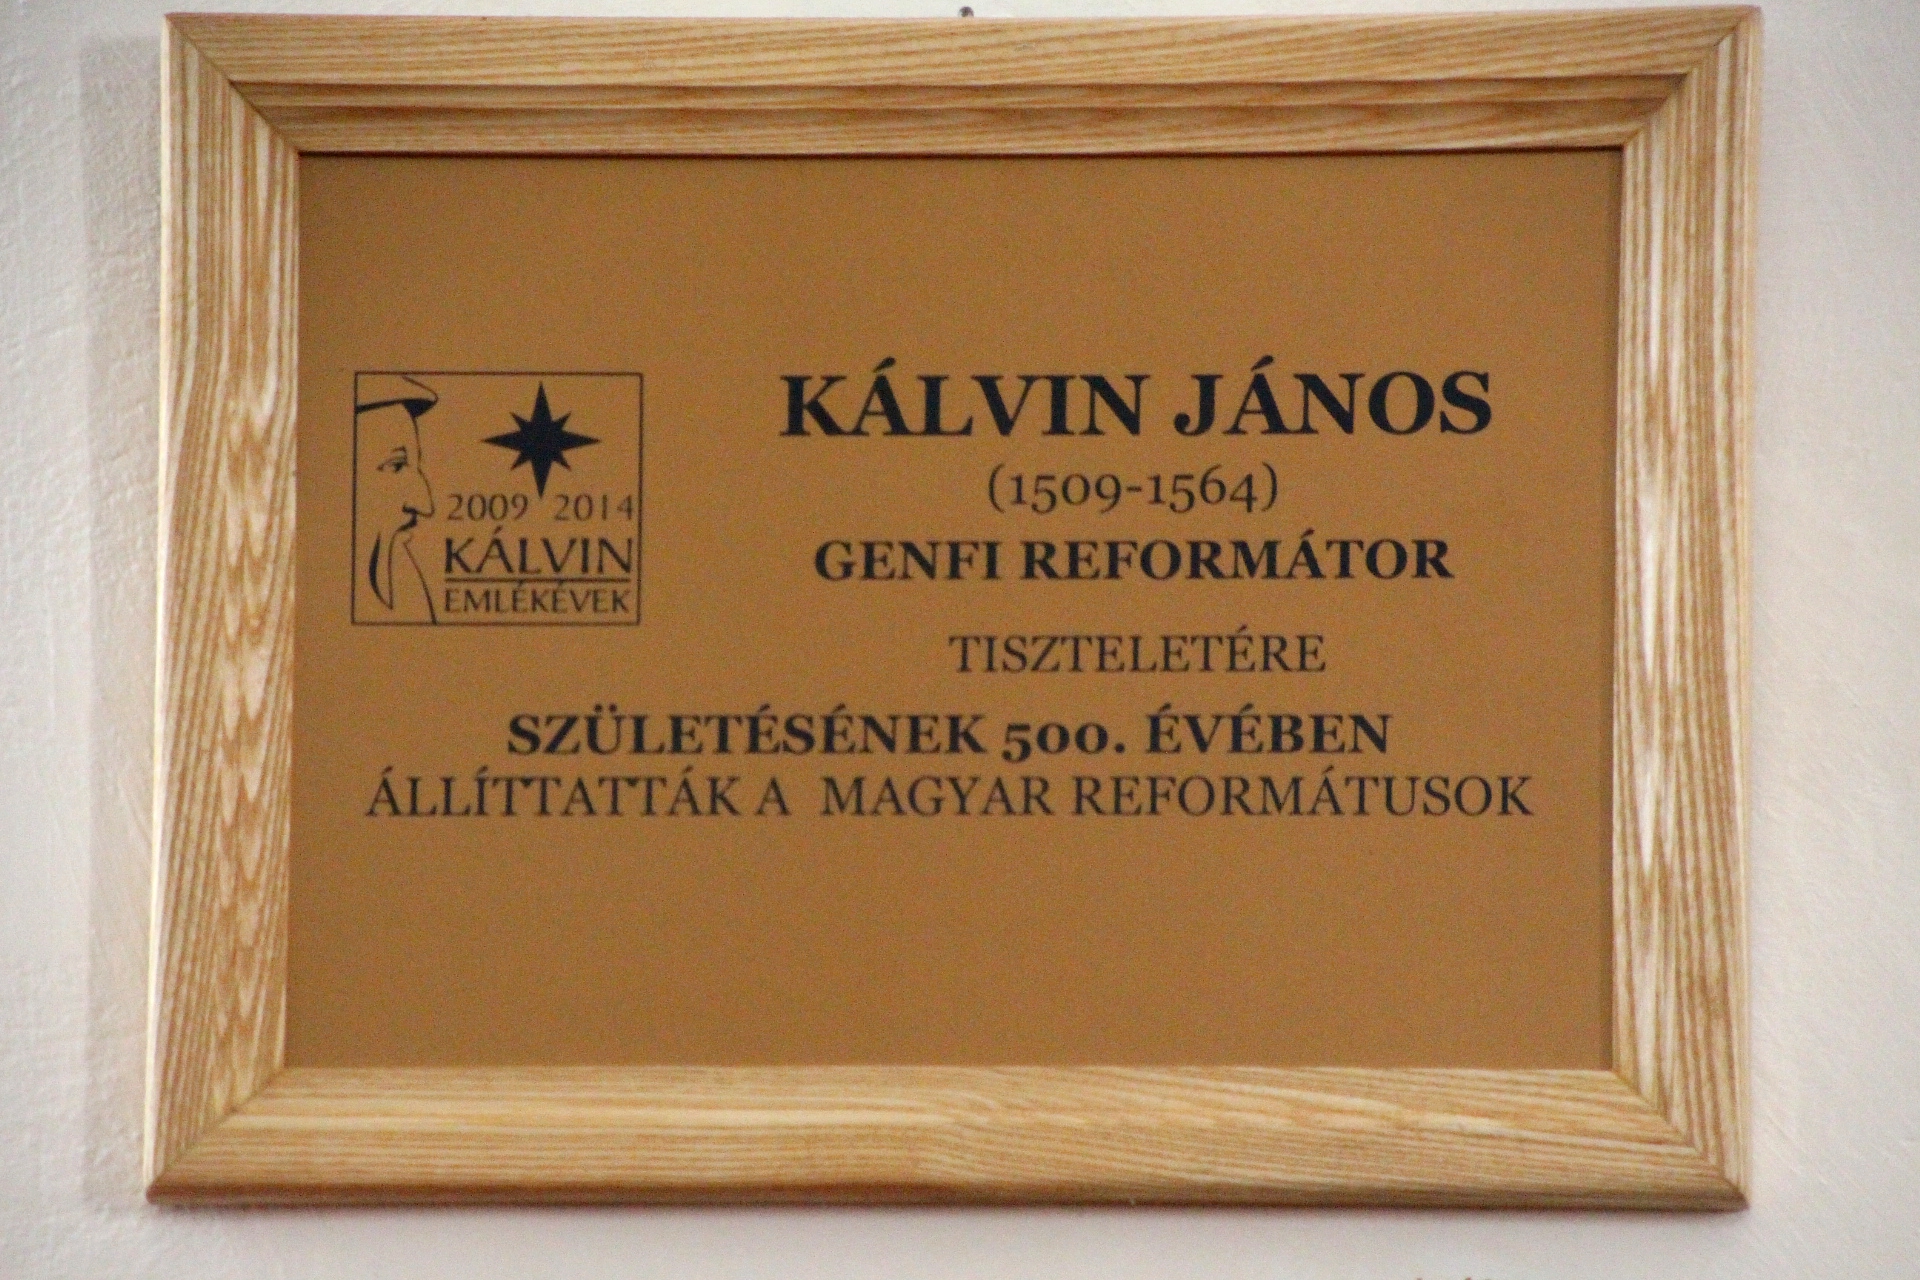 2009 2014
KÁLVIN
EMLÉKÉVEK
KÁLVIN JÁNOS
(1509-1564)
GENFI REFORMÁTOR
TISZTELETÉRE
SZÜLETÉSÉNEK 500. ÉVÉBEN
ÁLLÍTTATTÁK A MAGYAR REFORMÁTUSOK